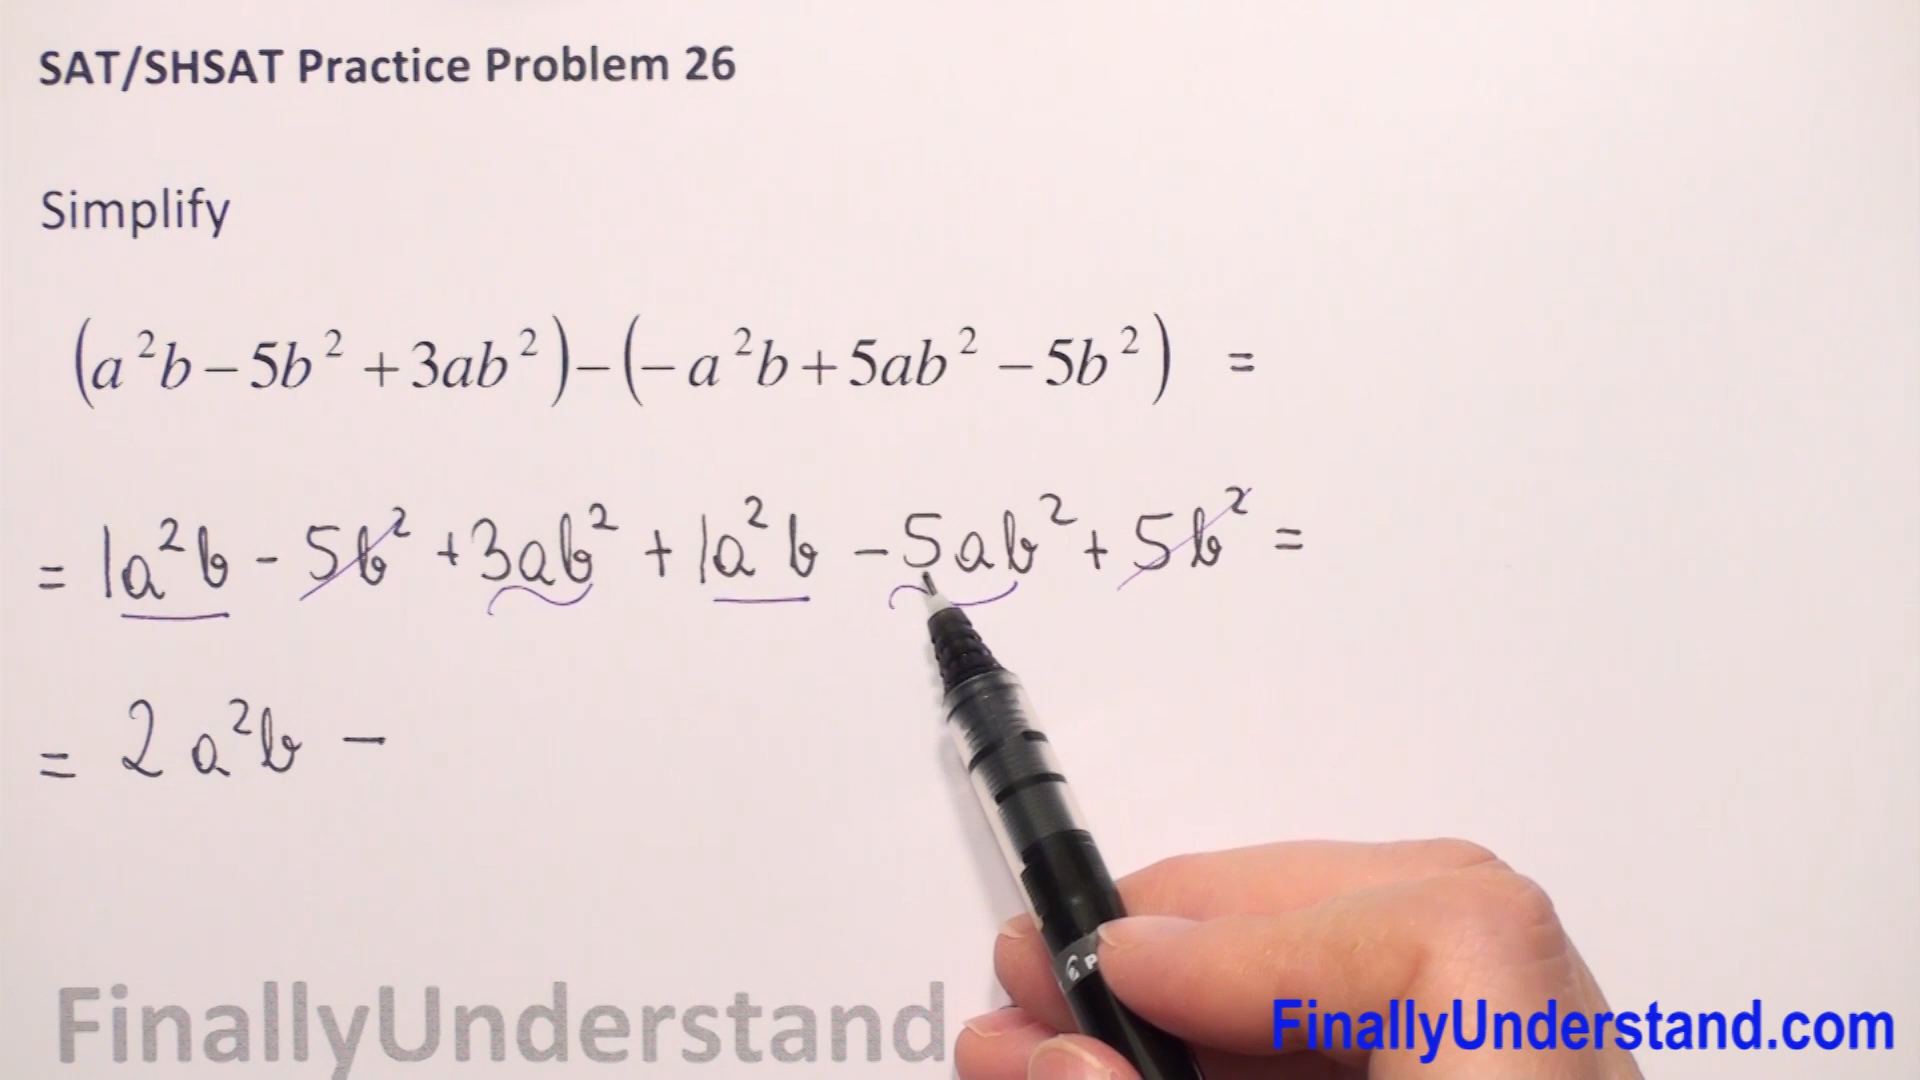 SAT/SHSAT Practice Problem 26
Simplify
(a²b – 5b² + 3ab²) – (– a²b + 5ab² – 5b²) =
= 1a²b - 5b² + 3ab² + 1a²b - 5ab² + 5b² =
= 2a²b -
FinallyUnderstand
FinallyUnderstand.com